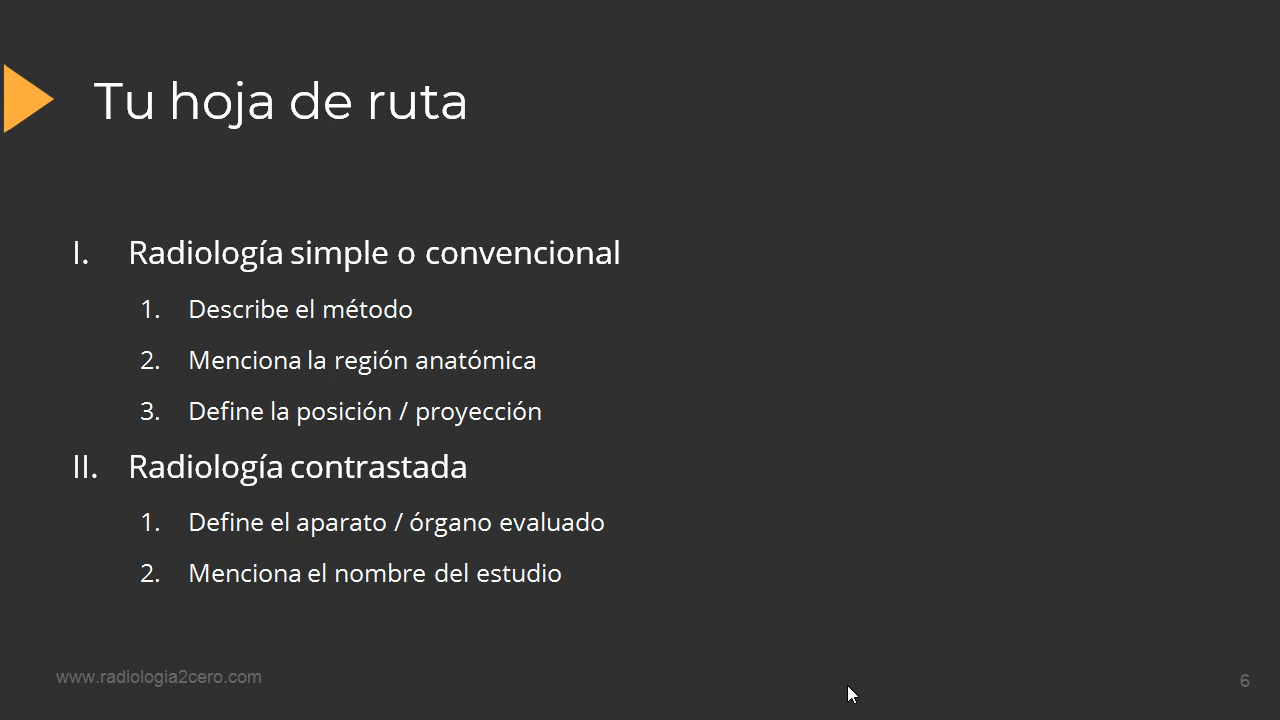 Tu hoja de ruta
I. Radiología simple o convencional
1. Describe el método
2. Menciona la región anatómica
3. Define la posición / proyección
II. Radiología contrastada
1. Define el aparato / órgano evaluado
2. Menciona el nombre del estudio
www.radiologia2cero.com
6